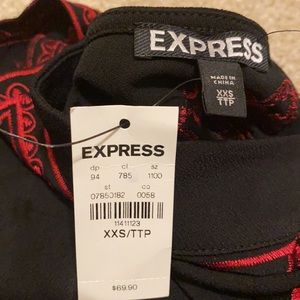 EXPRESS
MADE IN
CHINA
XXS
TTP
EXPRESS
dp cl sz
94 785 1100
st co
07850182 0058
11411123
XXS/TTP
$69.90